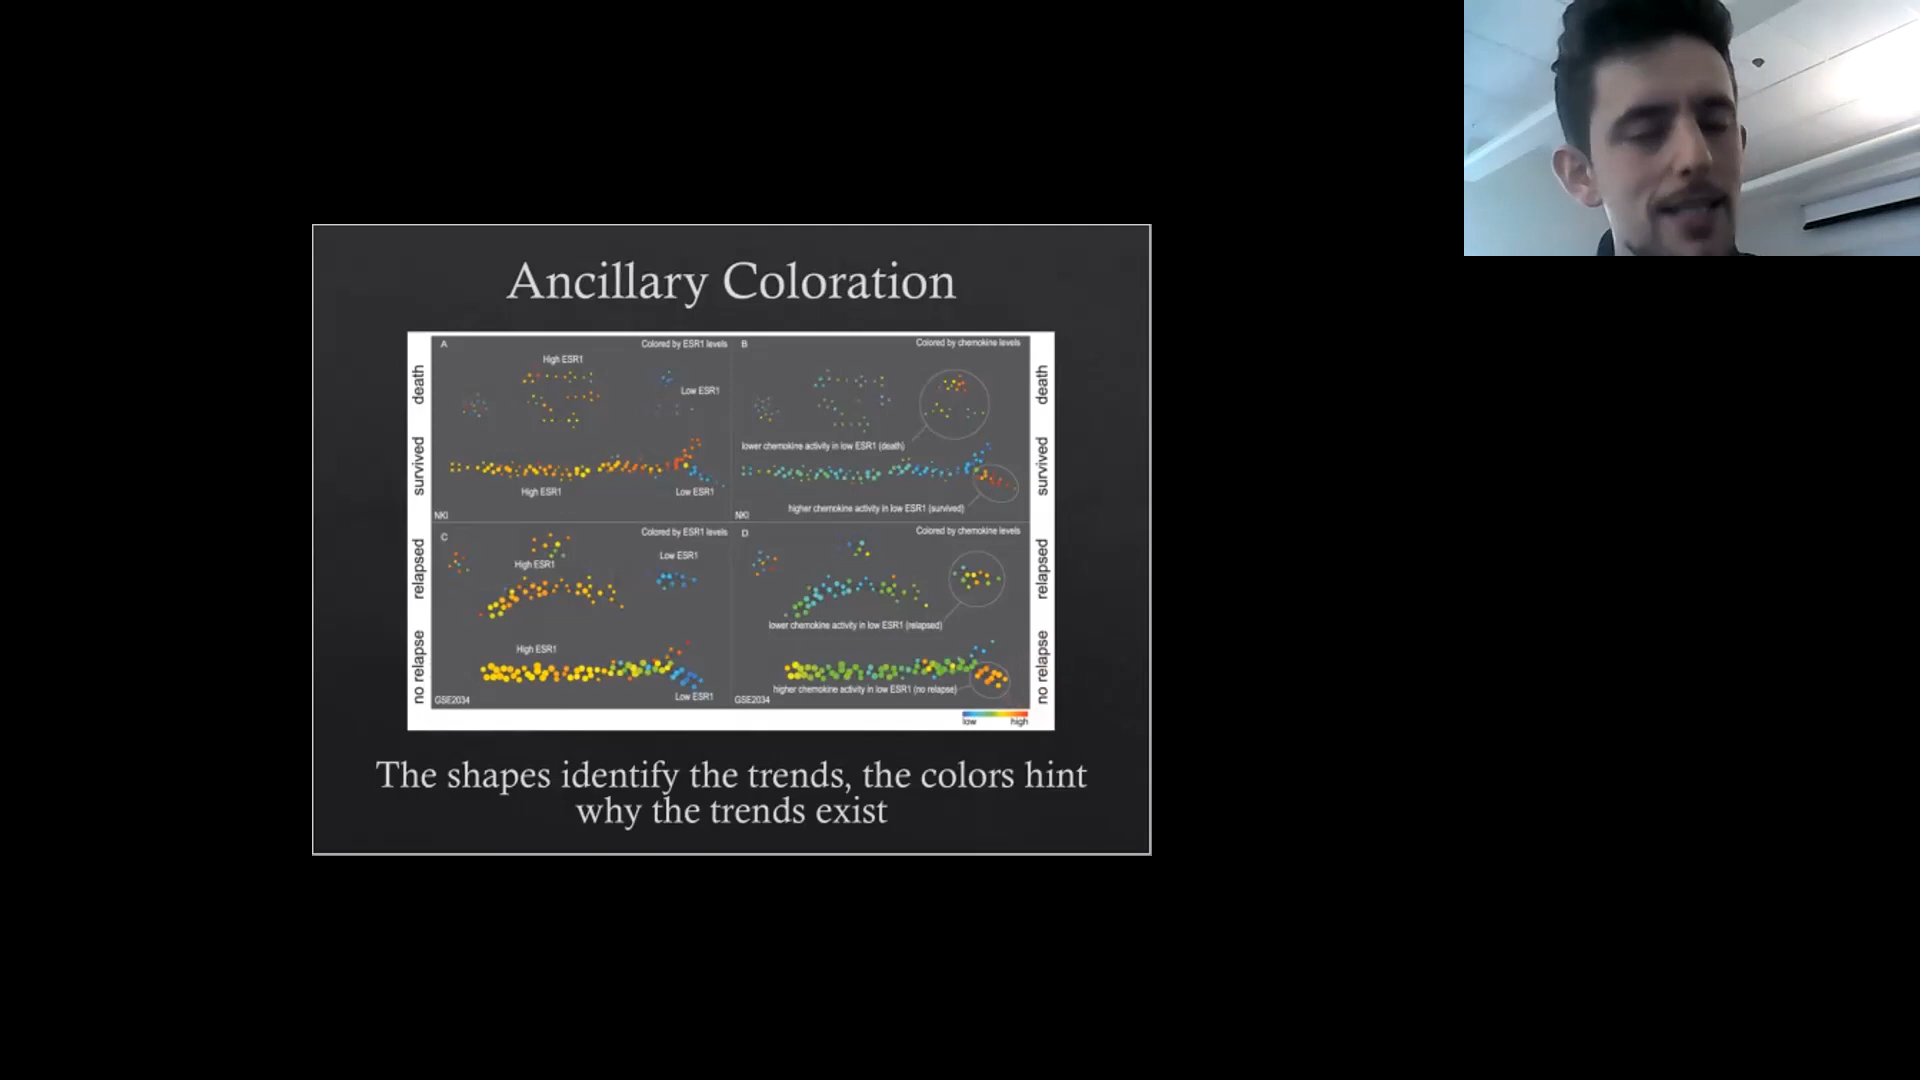 Ancillary Coloration
death
survived
relapsed
no relapse
A
Colored by ESR1 levels
High ESR1
Low ESR1
High ESR1
Low ESR1
NKI
B
Colored by chemokine levels
lower chemokine activity in low ESR1 (death)
higher chemokine activity in low ESR1 (survived)
NKI
C
Colored by ESR1 levels
High ESR1
Low ESR1
High ESR1
Low ESR1
GSE2034
D
Colored by chemokine levels
lower chemokine activity in low ESR1 (relapsed)
higher chemokine activity in low ESR1 (no relapse)
GSE2034
death
survived
relapsed
no relapse
low
high
The shapes identify the trends, the colors hint
why the trends exist